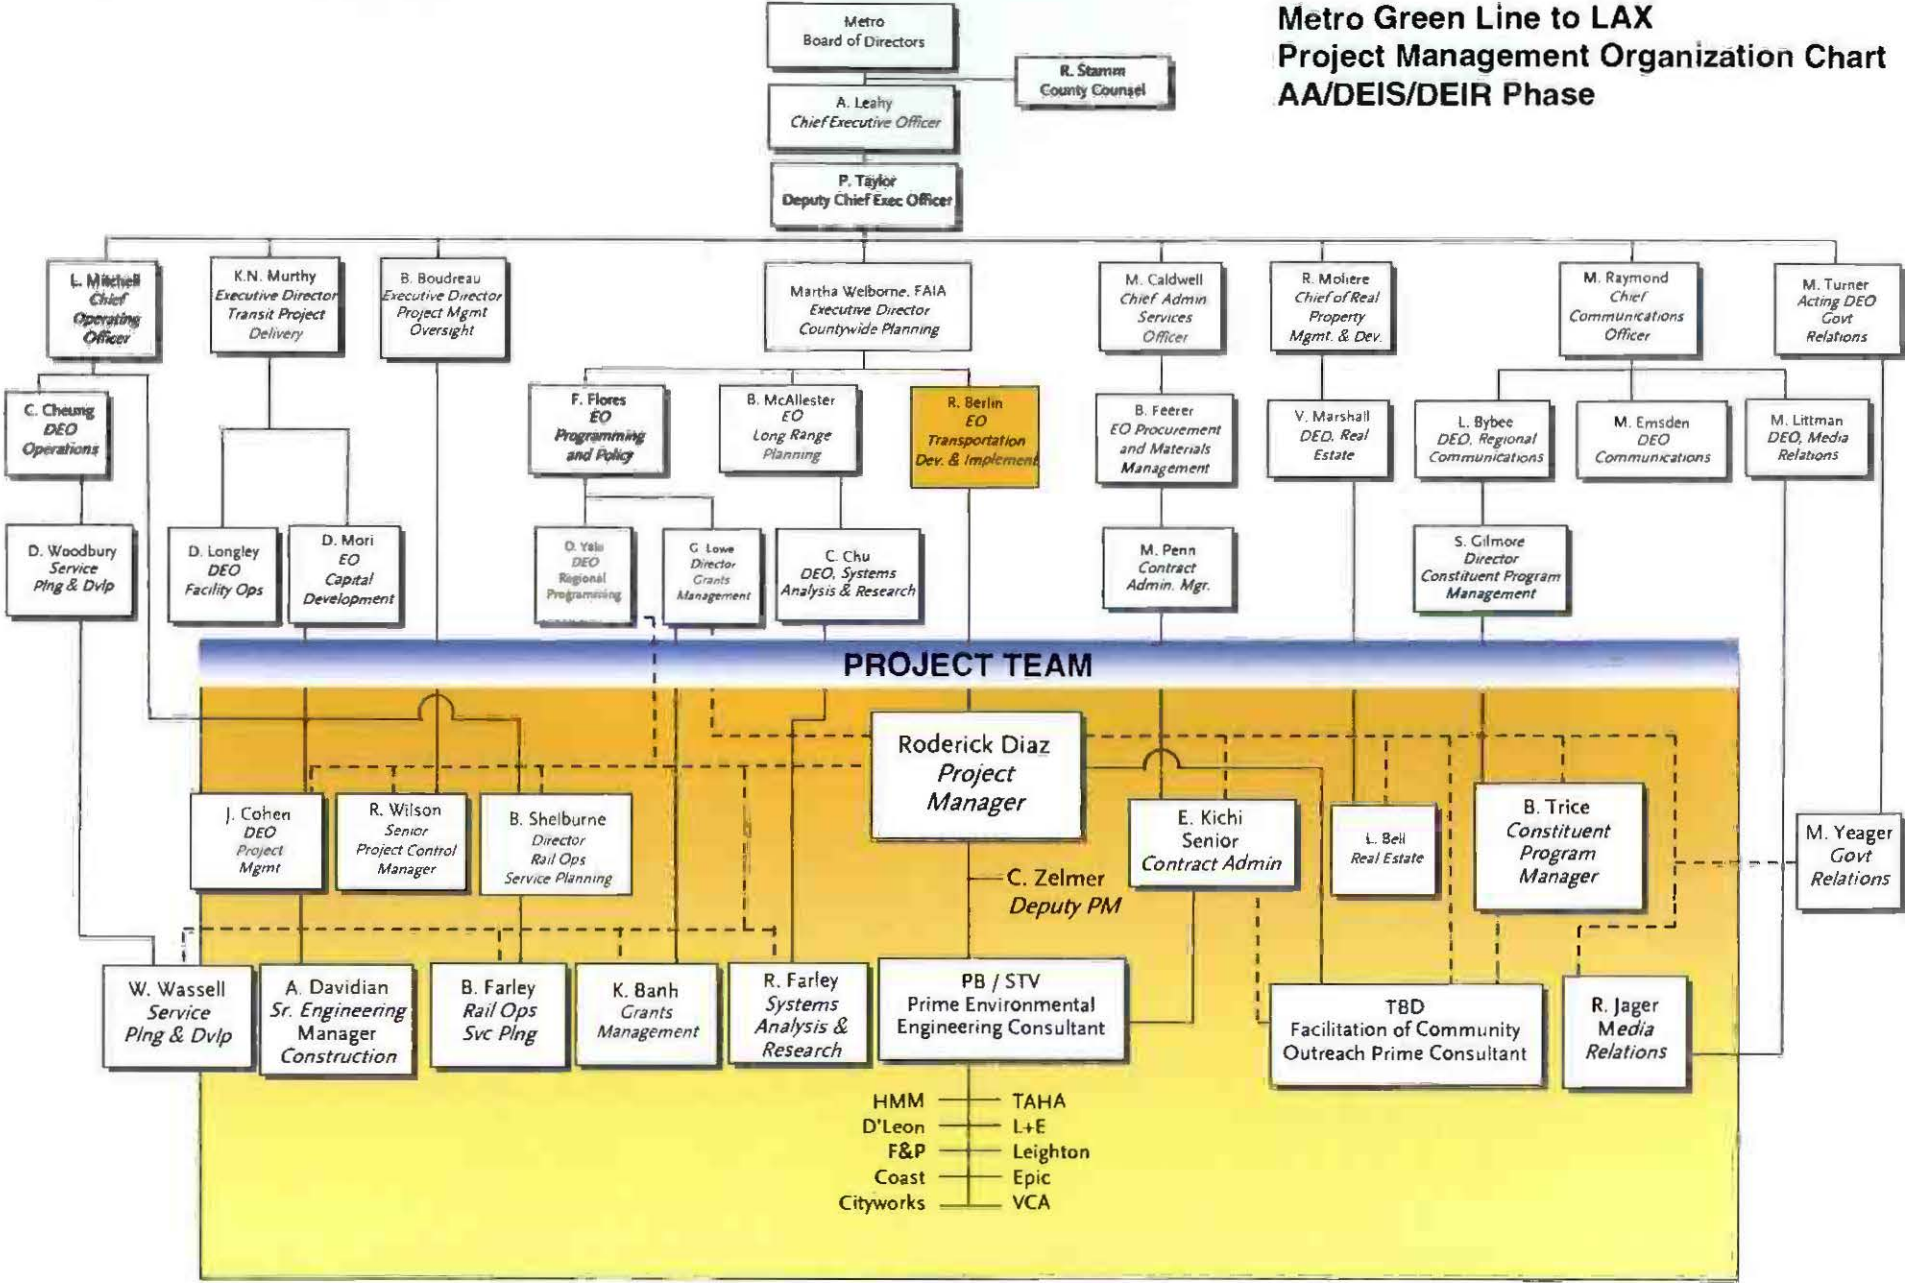 Metro Green Line to LAX
Project Management Organization Chart
AA/DEIS/DEIR Phase
Metro
Board of Directors
R. Stamm
County Counsel
A. Leahy
Chief Executive Officer
P. Taylor
Deputy Chief Exec Officer
L. Mitchell
Chief
Operating
Officer
K.N. Murthy
Executive Director
Transit Project
Delivery
B. Boudreau
Executive Director
Project Mgmt
Oversight
Martha Welborne, FAIA
Executive Director
Countywide Planning
M. Caldwell
Chief Admin
Services
Officer
R. Moliere
Chief of Real
Property
Mgmt. & Dev.
M. Raymond
Chief
Communications
Officer
M. Turner
Acting DEO
Govt
Relations
C. Cheung
DEO
Operations
F. Flores
EO
Programming
and Policy
B. McAllester
EO
Long Range
Planning
R. Berlin
EO
Transportation
Dev. & Implement
B. Feerer
EO Procurement
and Materials
Management
V. Marshall
DEO, Real
Estate
L. Bybee
DEO, Regional
Communications
M. Emsden
DEO
Communications
M. Littman
DEO, Media
Relations
D. Woodbury
Service
Plng & Dvlp
D. Longley
DEO
Facility Ops
D. Mori
EO
Capital
Development
DEO
Regional
Programming
G. Lowe
Director
Grants
Management
C. Chu
DEO, Systems
Analysis & Research
M. Penn
Contract
Admin. Mgr.
S. Gilmore
Director
Constituent Program
Management
PROJECT TEAM
Roderick Diaz
Project
Manager
J. Cohen
DEO
Project
Mgmt
R. Wilson
Senior
Project Control
Manager
B. Shelburne
Director
Rail Ops
Service Planning
E. Kichi
Senior
Contract Admin
L. Bell
Real Estate
B. Trice
Constituent
Program
Manager
M. Yeager
Govt
Relations
C. Zelmer
Deputy PM
W. Wassell
Service
Plng & Dvlp
A. Davidian
Sr. Engineering
Manager
Construction
B. Farley
Rail Ops
Svc Plng
K. Banh
Grants
Management
R. Farley
Systems
Analysis &
Research
PB / STV
Prime Environmental
Engineering Consultant
TBD
Facilitation of Community
Outreach Prime Consultant
R. Jager
Media
Relations
HMM TAHA
D'Leon L+E
F&P Leighton
Coast Epic
Cityworks VCA